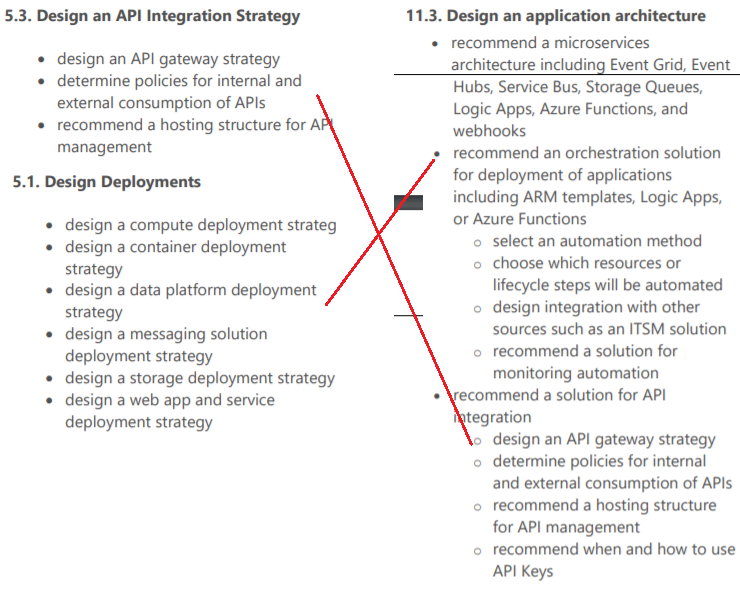 5.3. Design an API Integration Strategy
design an API gateway strategy
determine policies for internal and
external consumption of APIs
recommend a hosting structure for API
management
5.1. Design Deployments
design a compute deployment strateg
design a container deployment
strategy
design a data platform deployment
strategy
design a messaging solution
deployment strategy
design a storage deployment strategy
design a web app and service
deployment strategy
11.3. Design an application architecture
recommend a microservices
architecture including Event Grid, Event
Hubs, Service Bus, Storage Queues,
Logic Apps, Azure Functions, and
webhooks
recommend an orchestration solution
for deployment of applications
including ARM templates, Logic Apps,
or Azure Functions
select an automation method
choose which resources or
lifecycle steps will be automated
design integration with other
sources such as an ITSM solution
recommend a solution for
monitoring automation
recommend a solution for API
integration
design an API gateway strategy
determine policies for internal
and external consumption of APIs
recommend a hosting structure
for API management
recommend when and how to use
API Keys